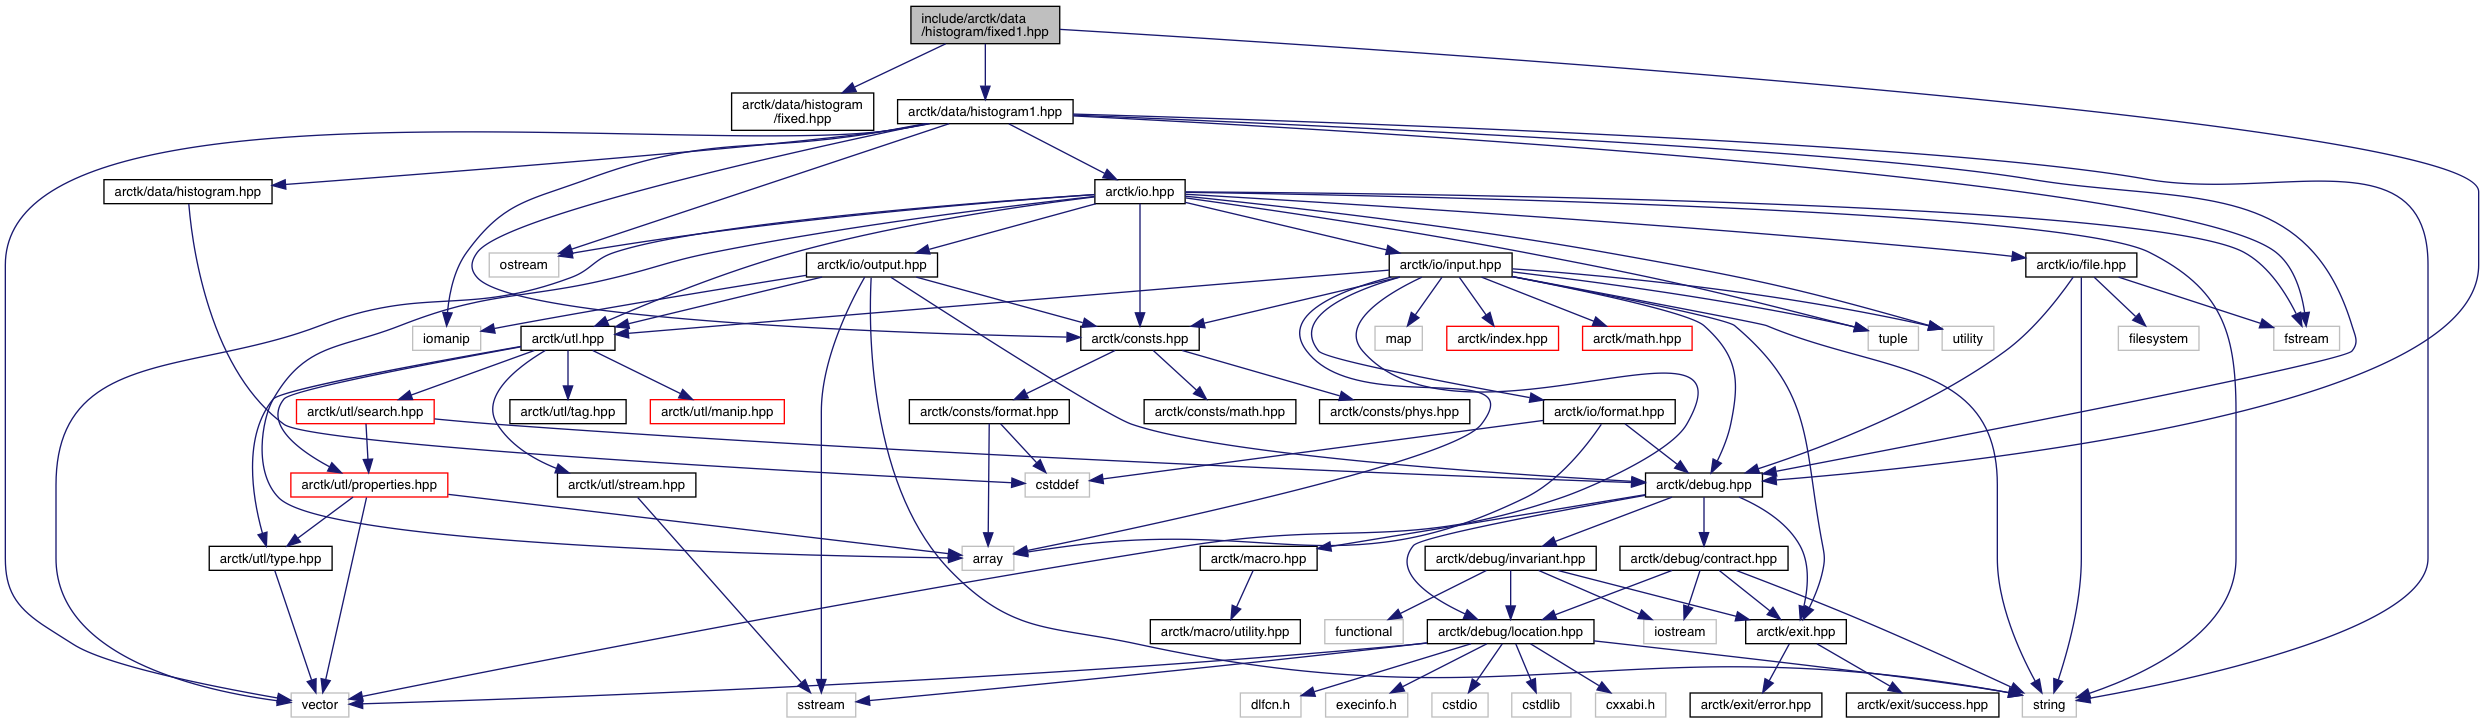 include/arctk/data
/histogram/fixed1.hpp
arctk/data/histogram
/fixed.hpp
arctk/data/histogram1.hpp
arctk/data/histogram.hpp
arctk/io.hpp
ostream
arctk/io/output.hpp
arctk/io/input.hpp
arctk/io/file.hpp
iomanip
arctk/utl.hpp
arctk/consts.hpp
map
arctk/index.hpp
arctk/math.hpp
tuple
utility
filesystem
fstream
arctk/utl/search.hpp
arctk/utl/tag.hpp
arctk/utl/manip.hpp
arctk/consts/format.hpp
arctk/consts/math.hpp
arctk/consts/phys.hpp
arctk/io/format.hpp
arctk/utl/properties.hpp
arctk/utl/stream.hpp
cstddef
arctk/debug.hpp
arctk/utl/type.hpp
array
arctk/macro.hpp
arctk/debug/invariant.hpp
arctk/debug/contract.hpp
arctk/macro/utility.hpp
functional
arctk/debug/location.hpp
iostream
arctk/exit.hpp
vector
sstream
dlfcn.h
execinfo.h
cstdio
cstdlib
cxxabi.h
arctk/exit/error.hpp
arctk/exit/success.hpp
string